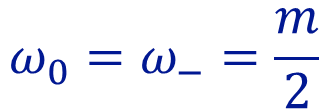 ω₀ = ω₋ = m/2